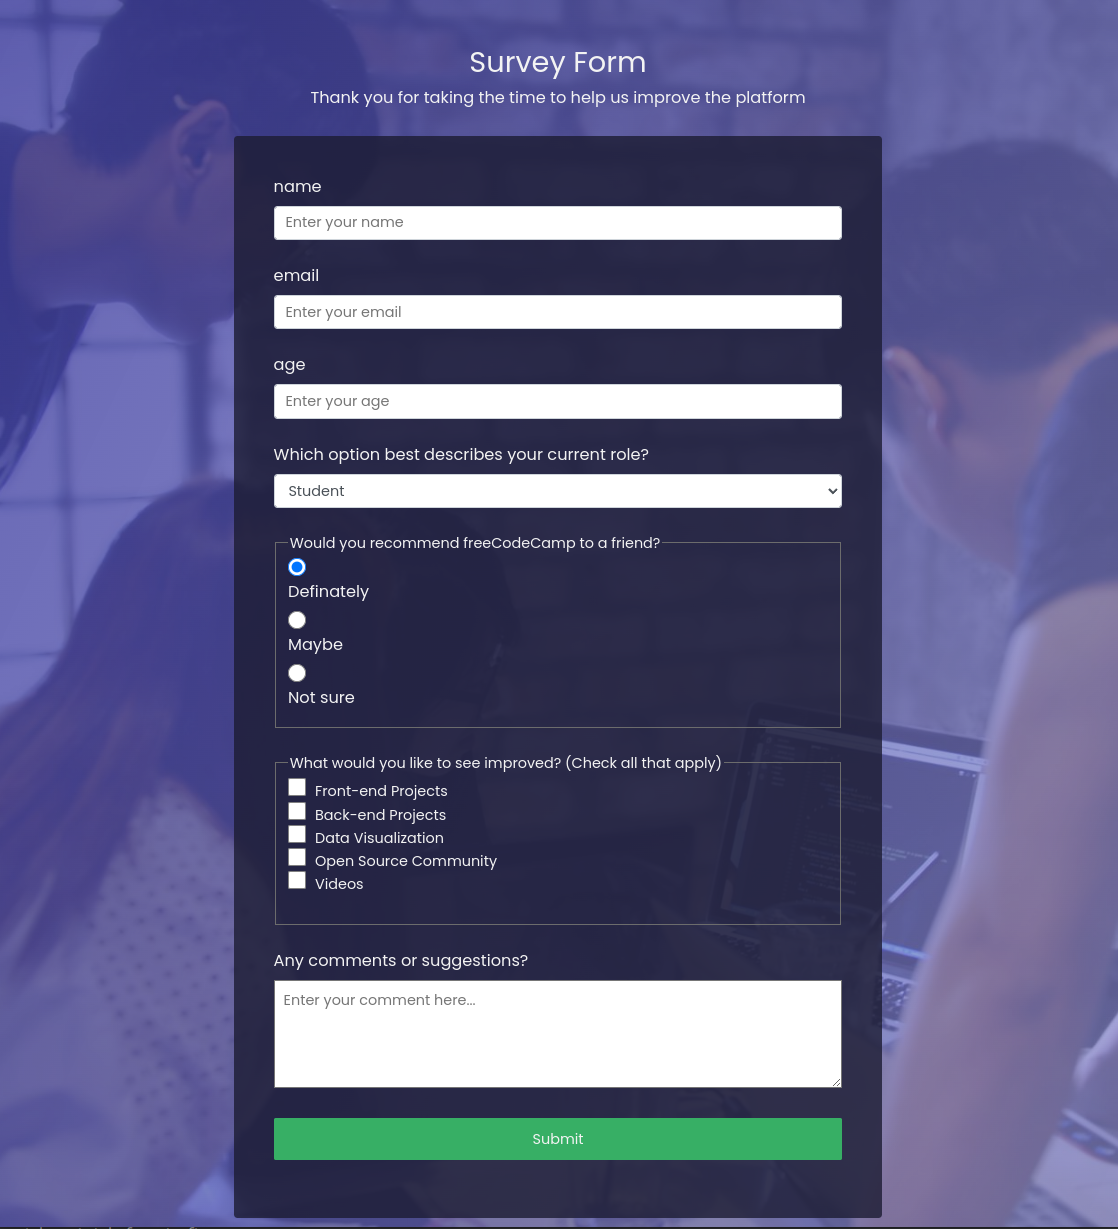 Survey Form
Thank you for taking the time to help us improve the platform
name
Enter your name
email
Enter your email
age
Enter your age
Which option best describes your current role?
Student
Would you recommend freeCodeCamp to a friend?
Definately
Maybe
Not sure
What would you like to see improved? (Check all that apply)
Front-end Projects
Back-end Projects
Data Visualization
Open Source Community
Videos
Any comments or suggestions?
Enter your comment here...
Submit